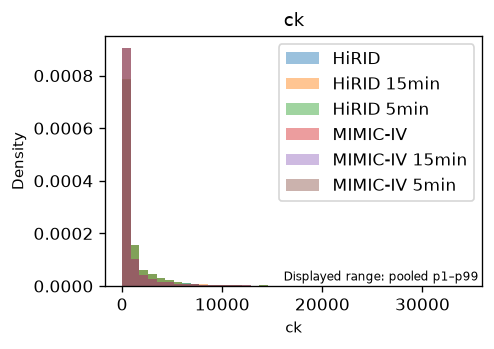 ck
Density
0.0008
0.0006
0.0004
0.0002
0.0000
HiRID
HiRID 15min
HiRID 5min
MIMIC-IV
MIMIC-IV 15min
MIMIC-IV 5min
Displayed range: pooled p1–p99
0
10000
20000
30000
ck